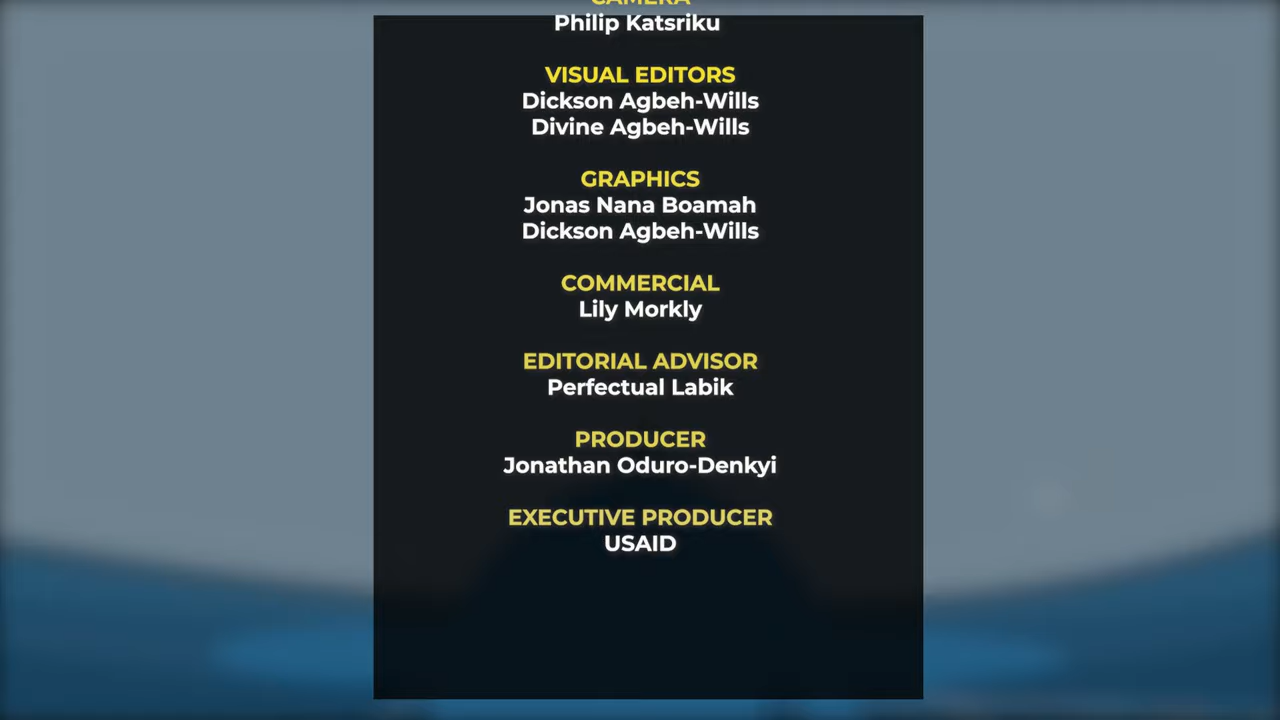 CAMERA
Philip Katsriku
VISUAL EDITORS
Dickson Agbeh-Wills
Divine Agbeh-Wills
GRAPHICS
Jonas Nana Boamah
Dickson Agbeh-Wills
COMMERCIAL
Lily Morkly
EDITORIAL ADVISOR
Perfectual Labik
PRODUCER
Jonathan Oduro-Denkyi
EXECUTIVE PRODUCER
USAID